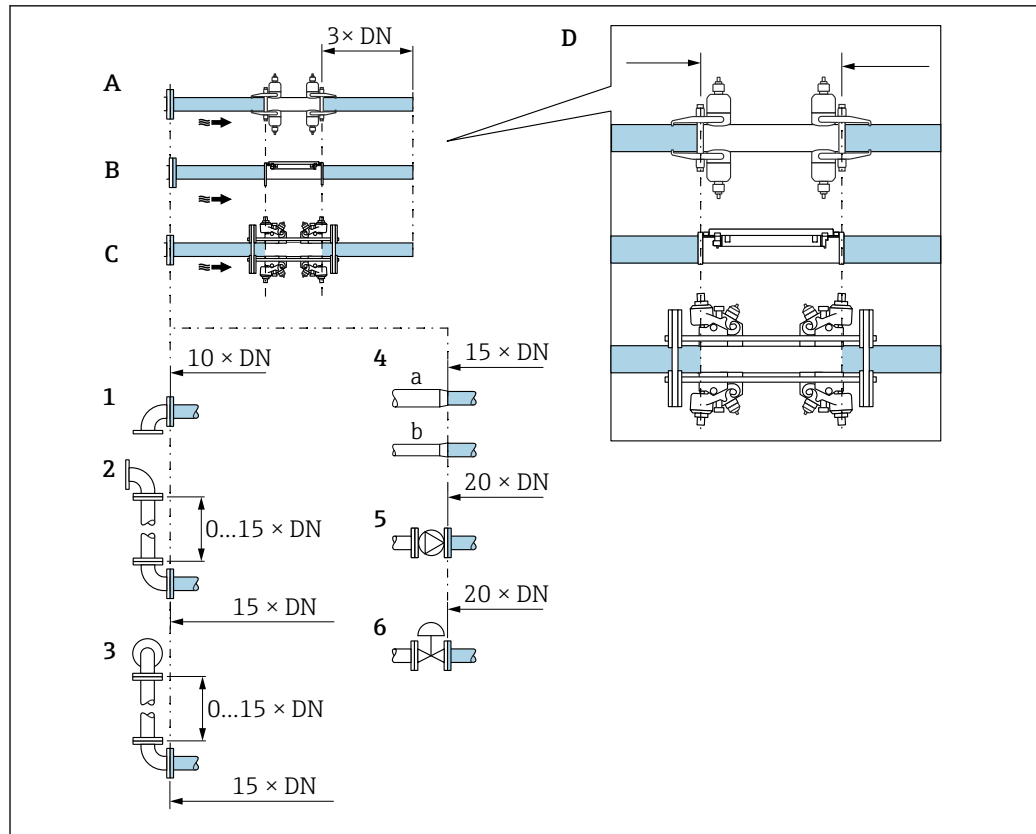 3× DN
D
A
B
C
10 × DN
4
15 × DN
1
a
b
2
20 × DN
0...15 × DN
5
15 × DN
20 × DN
6
3
0...15 × DN
15 × DN